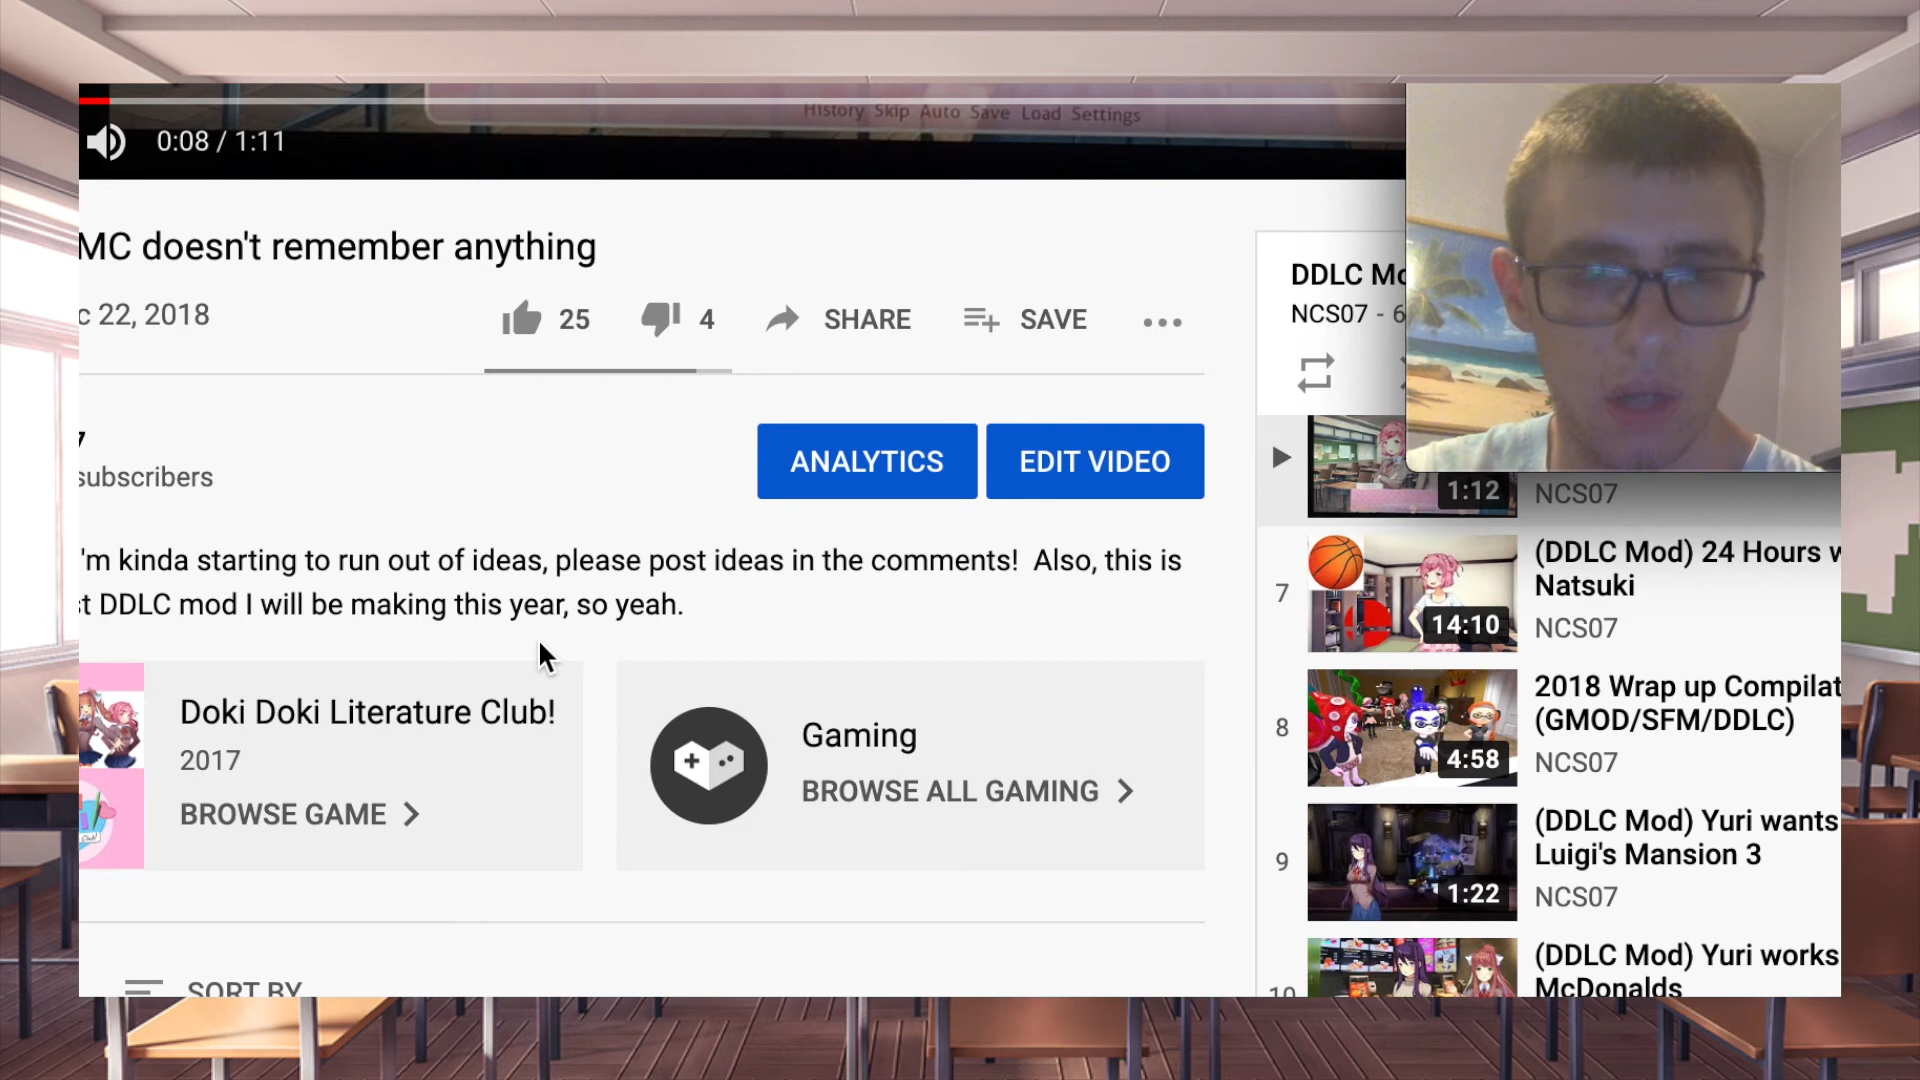 History Skip Auto Save Load Settings
0:08 / 1:11
MC doesn't remember anything
c 22, 2018
25
4
SHARE
SAVE
7
subscribers
ANALYTICS
EDIT VIDEO
'm kinda starting to run out of ideas, please post ideas in the comments!  Also, this is
t DDLC mod I will be making this year, so yeah.
Doki Doki Literature Club!
2017
BROWSE GAME
Gaming
BROWSE ALL GAMING
SORT BY
DDLC Mo
NCS07 - 6
1:12
NCS07
7
14:10
(DDLC Mod) 24 Hours w
Natsuki
NCS07
8
4:58
2018 Wrap up Compilat
(GMOD/SFM/DDLC)
NCS07
9
1:22
(DDLC Mod) Yuri wants
Luigi's Mansion 3
NCS07
10
(DDLC Mod) Yuri works
McDonalds